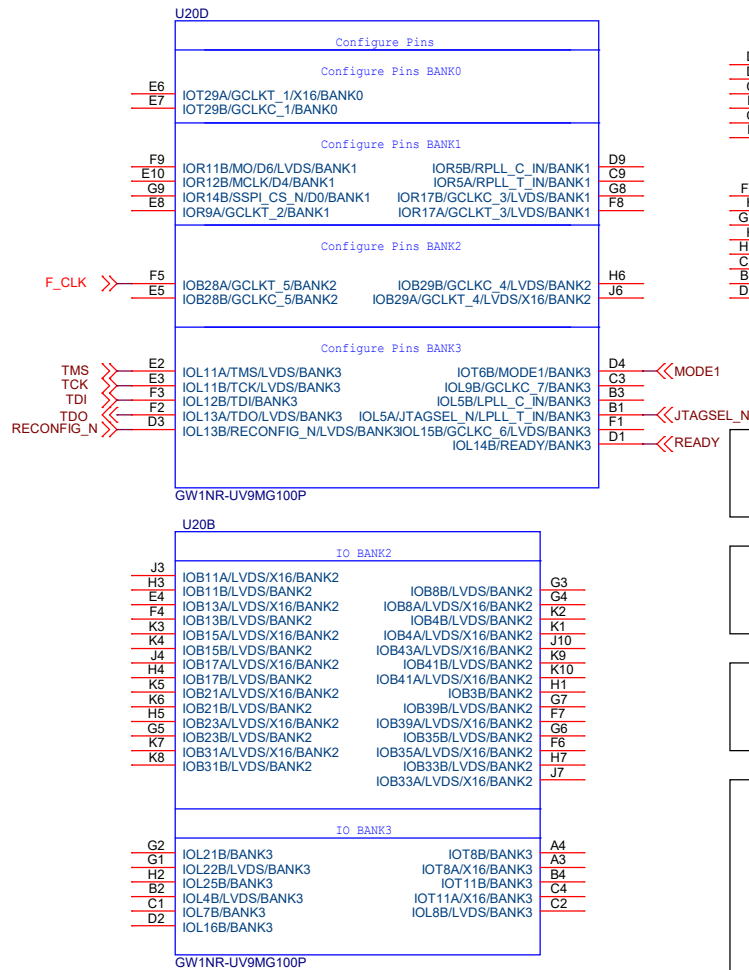 U20D
Configure Pins
Configure Pins BANK0
E6 IOT29A/GCLKT_1/X16/BANK0
E7 IOT29B/GCLKC_1/BANK0
Configure Pins BANK1
F9 IOR11B/MO/D6/LVDS/BANK1 IOR5B/RPLL_C_IN/BANK1 D9
E10 IOR12B/MCLK/D4/BANK1 IOR5A/RPLL_T_IN/BANK1 C9
G9 IOR14B/SSPI_CS_N/D0/BANK1 IOR17B/GCLKC_3/LVDS/BANK1 G8
E8 IOR9A/GCLKT_2/BANK1 IOR17A/GCLKT_3/LVDS/BANK1 F8
Configure Pins BANK2
F_CLK F5 IOB28A/GCLKT_5/BANK2 IOB29B/GCLKC_4/LVDS/BANK2 H6
E5 IOB28B/GCLKC_5/BANK2 IOB29A/GCLKT_4/LVDS/X16/BANK2 J6
Configure Pins BANK3
TMS E2 IOL11A/TMS/LVDS/BANK3 IOT6B/MODE1/BANK3 D4 MODE1
TCK E3 IOL11B/TCK/LVDS/BANK3 IOL9B/GCLKC_7/BANK3 C3
TDI F3 IOL12B/TDI/BANK3 IOL5B/LPLL_C_IN/BANK3 B3
TDO F2 IOL13A/TDO/LVDS/BANK3 IOL5A/JTAGSEL_N/LPLL_T_IN/BANK3 B1 JTAGSEL_N
RECONFIG_N D3 IOL13B/RECONFIG_N/LVDS/BANK3 IOL15B/GCLKC_6/LVDS/BANK3 F1
IOL14B/READY/BANK3 D1 READY
GW1NR-UV9MG100P
U20B
IO BANK2
J3 IOB11A/LVDS/X16/BANK2
H3 IOB11B/LVDS/BANK2 IOB8B/LVDS/BANK2 G3
E4 IOB13A/LVDS/X16/BANK2 IOB8A/LVDS/X16/BANK2 G4
F4 IOB13B/LVDS/BANK2 IOB4B/LVDS/BANK2 K2
K3 IOB15A/LVDS/X16/BANK2 IOB4A/LVDS/X16/BANK2 K1
K4 IOB15B/LVDS/BANK2 IOB43A/LVDS/X16/BANK2 J10
J4 IOB17A/LVDS/X16/BANK2 IOB41B/LVDS/BANK2 K9
H4 IOB17B/LVDS/BANK2 IOB41A/LVDS/X16/BANK2 K10
K5 IOB21A/LVDS/X16/BANK2 IOB3B/BANK2 H1
K6 IOB21B/LVDS/BANK2 IOB39B/LVDS/BANK2 G7
H5 IOB23A/LVDS/X16/BANK2 IOB39A/LVDS/X16/BANK2 F7
G5 IOB23B/LVDS/BANK2 IOB35B/LVDS/BANK2 G6
K7 IOB31A/LVDS/X16/BANK2 IOB35A/LVDS/X16/BANK2 F6
K8 IOB31B/LVDS/BANK2 IOB33B/LVDS/BANK2 H7
IOB33A/LVDS/X16/BANK2 J7
IO BANK3
G2 IOL21B/BANK3 IOT8B/BANK3 A4
G1 IOL22B/LVDS/BANK3 IOT8A/X16/BANK3 A3
H2 IOL25B/BANK3 IOT11B/BANK3 B4
B2 IOL4B/LVDS/BANK3 IOT11A/X16/BANK3 C4
C1 IOL7B/BANK3 IOL8B/LVDS/BANK3 C2
D2 IOL16B/BANK3
GW1NR-UV9MG100P